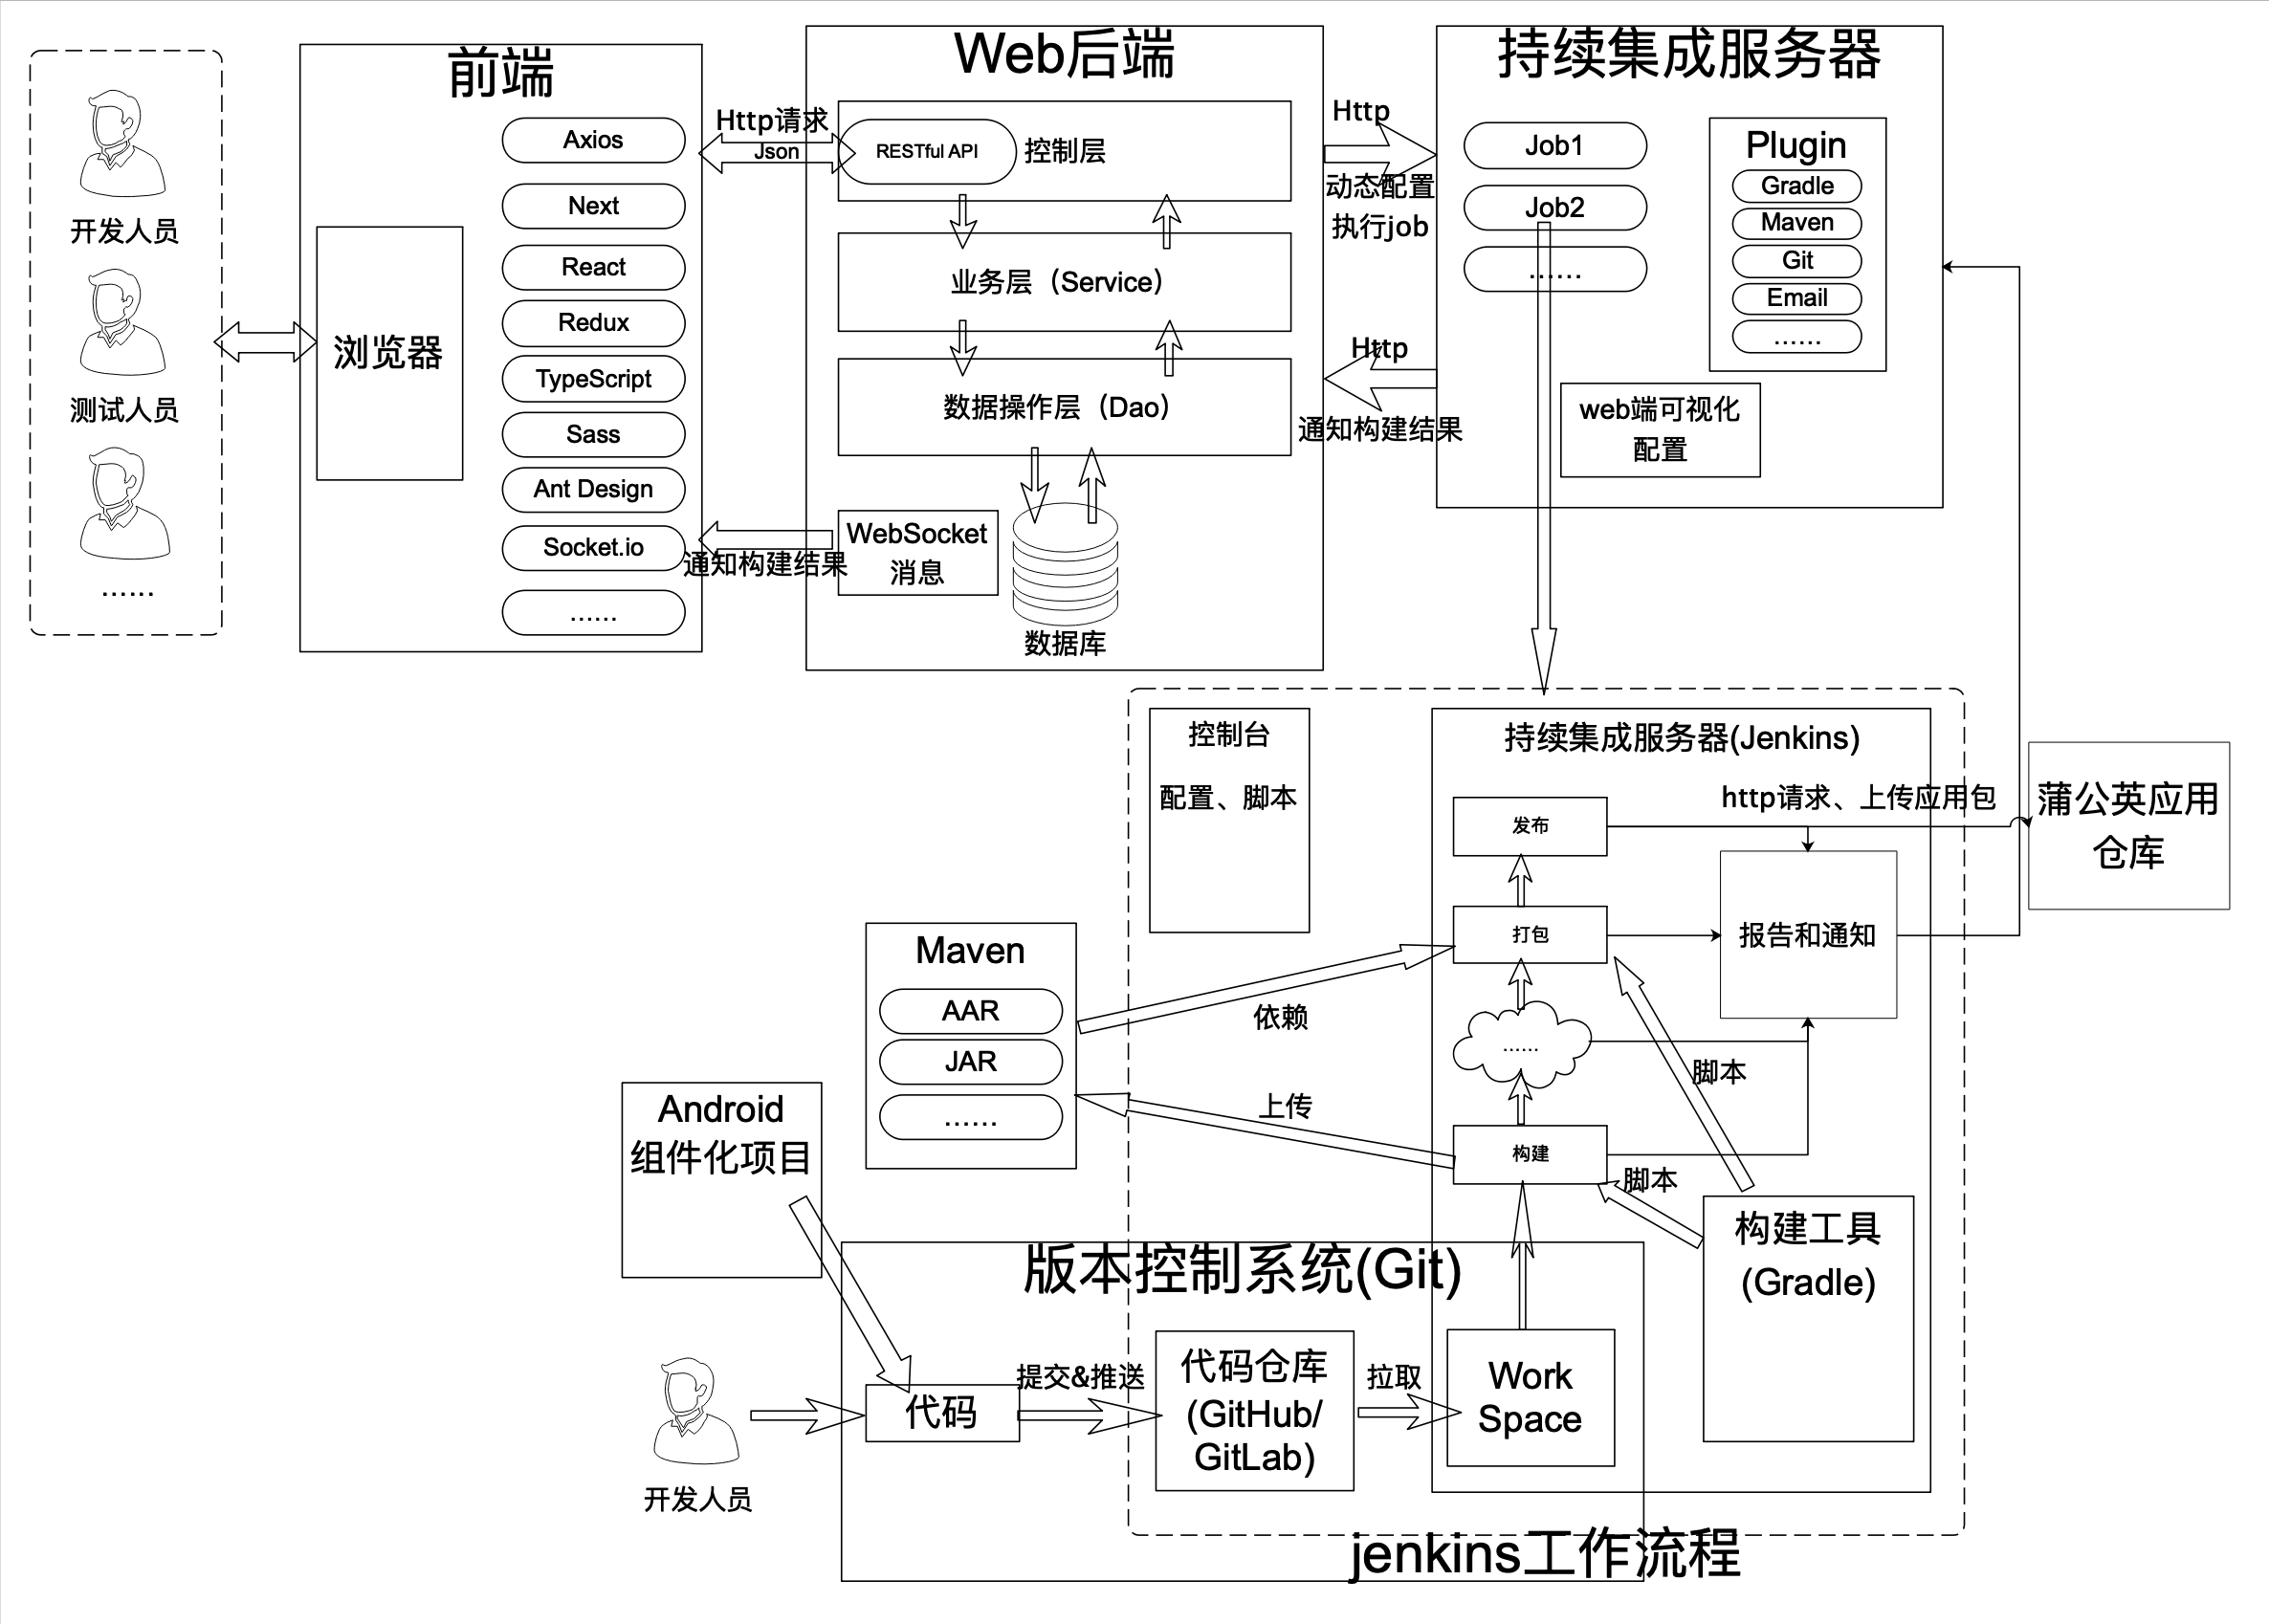 开发人员
测试人员
......
前端
浏览器
Axios
Next
React
Redux
TypeScript
Sass
Ant Design
Socket.io
......
Http请求
Json
通知构建结果
Web后端
RESTful API
控制层
业务层（Service）
数据操作层（Dao）
WebSocket
消息
数据库
Http
动态配置
执行job
Http
通知构建结果
持续集成服务器
Job1
Job2
......
Plugin
Gradle
Maven
Git
Email
......
web端可视化
配置
控制台
配置、脚本
持续集成服务器(Jenkins)
发布
http请求、上传应用包
蒲公英应用
仓库
打包
报告和通知
......
构建
脚本
脚本
构建工具
(Gradle)
Maven
AAR
JAR
......
依赖
上传
Android
组件化项目
版本控制系统(Git)
开发人员
代码
提交&推送
代码仓库
(GitHub/
GitLab)
拉取
Work
Space
jenkins工作流程